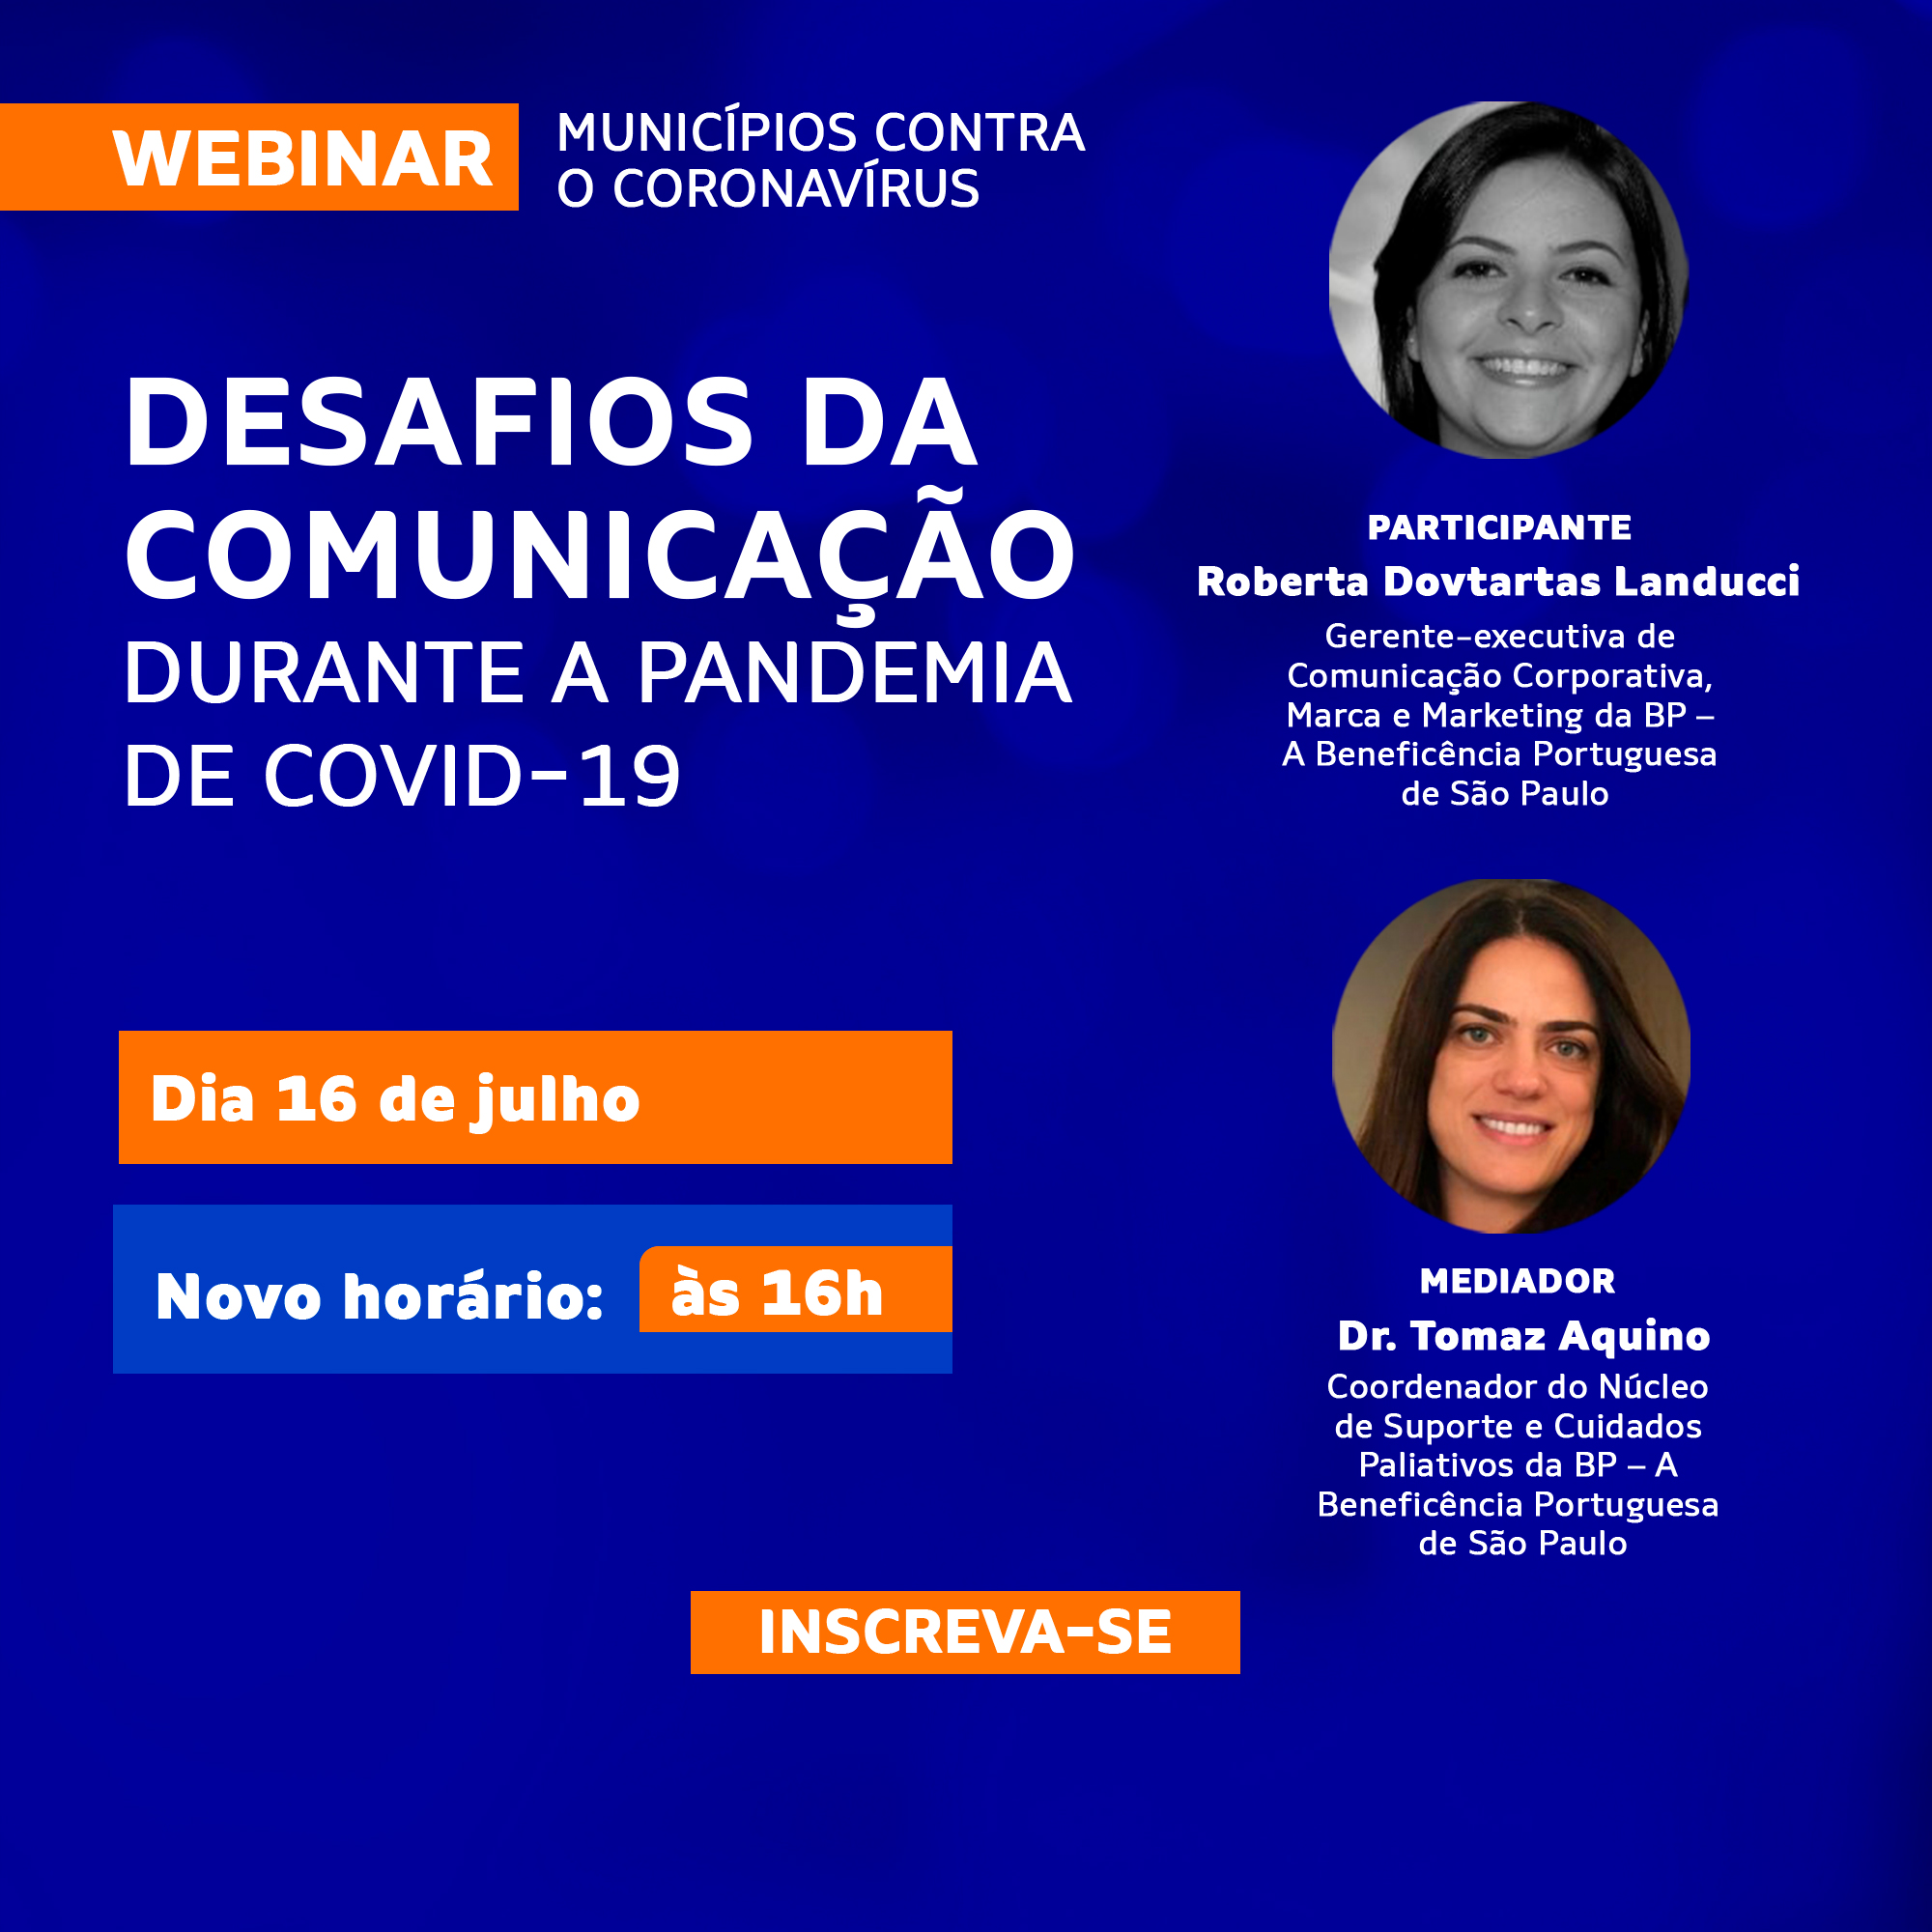 WEBINAR
MUNICÍPIOS CONTRA
O CORONAVÍRUS
DESAFIOS DA
COMUNICAÇÃO
DURANTE A PANDEMIA
DE COVID-19
Dia 16 de julho
Novo horário: às 16h
PARTICIPANTE
Roberta Dovtartas Landucci
Gerente-executiva de
Comunicação Corporativa,
Marca e Marketing da BP –
A Beneficência Portuguesa
de São Paulo
MEDIADOR
Dr. Tomaz Aquino
Coordenador do Núcleo
de Suporte e Cuidados
Paliativos da BP – A
Beneficência Portuguesa
de São Paulo
INSCREVA-SE